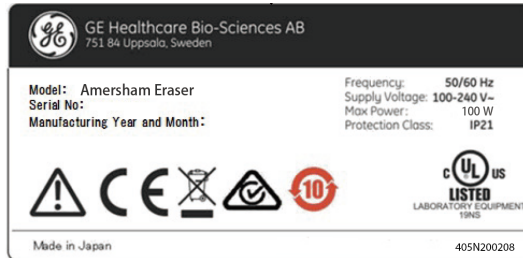 GE GE Healthcare Bio-Sciences AB
751 84 Uppsala, Sweden
Model: Amersham Eraser
Serial No:
Manufacturing Year and Month:
Frequency: 50/60 Hz
Supply Voltage: 100-240 V~
Max Power: 100 W
Protection Class: IP21
CE
10
C UL US
LISTED
LABORATORY EQUIPMENT
19NS
Made in Japan
405N200208